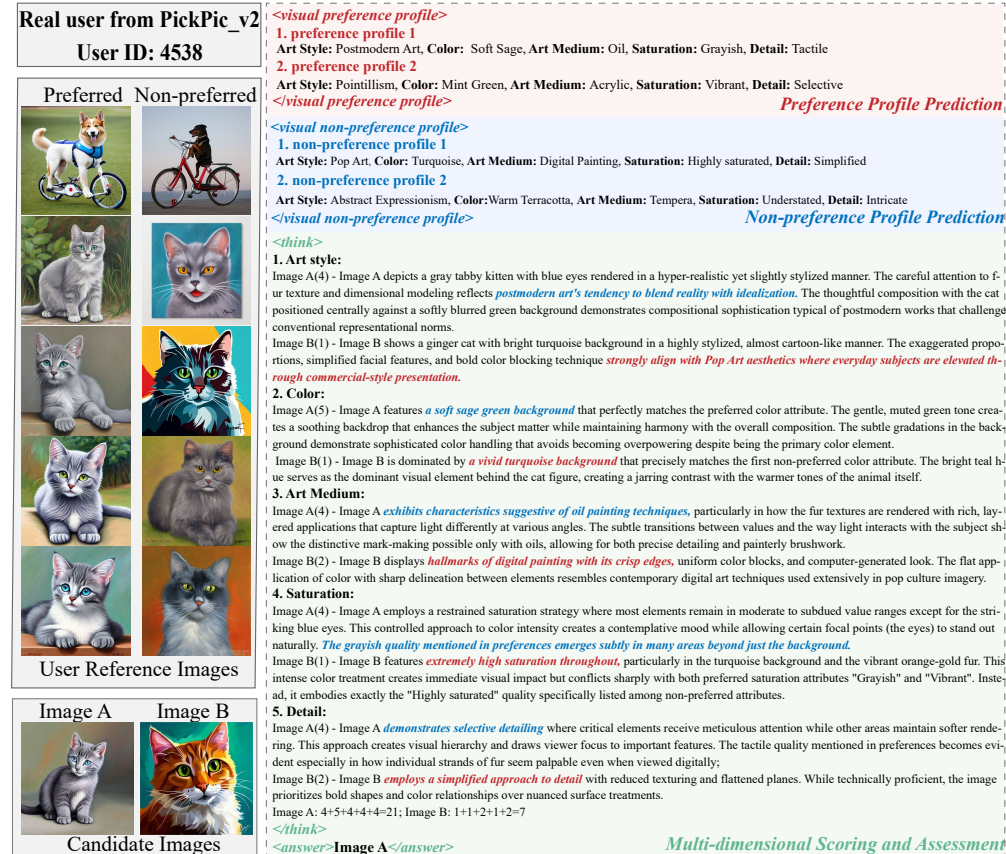 Real user from PickPic_v2
User ID: 4538
Preferred Non-preferred
User Reference Images
Image A Image B
Candidate Images
<visual preference profile>
1. preference profile 1
Art Style: Postmodern Art, Color: Soft Sage, Art Medium: Oil, Saturation: Grayish, Detail: Tactile
2. preference profile 2
Art Style: Pointillism, Color: Mint Green, Art Medium: Acrylic, Saturation: Vibrant, Detail: Selective
</visual preference profile>
Preference Profile Prediction
<visual non-preference profile>
1. non-preference profile 1
Art Style: Pop Art, Color: Turquoise, Art Medium: Digital Painting, Saturation: Highly saturated, Detail: Simplified
2. non-preference profile 2
Art Style: Abstract Expressionism, Color:Warm Terracotta, Art Medium: Tempera, Saturation: Understated, Detail: Intricate
</visual non-preference profile>
Non-preference Profile Prediction
<think>
1. Art style:
Image A(4) - Image A depicts a gray tabby kitten with blue eyes rendered in a hyper-realistic yet slightly stylized manner. The careful attention to f-
ur texture and dimensional modeling reflects postmodern art's tendency to blend reality with idealization. The thoughtful composition with the cat
positioned centrally against a softly blurred green background demonstrates compositional sophistication typical of postmodern works that challenge
conventional representational norms.
Image B(1) - Image B shows a ginger cat with bright turquoise background in a highly stylized, almost cartoon-like manner. The exaggerated propo-
rtions, simplified facial features, and bold color blocking technique strongly align with Pop Art aesthetics where everyday subjects are elevated th-
rough commercial-style presentation.
2. Color:
Image A(5) - Image A features a soft sage green background that perfectly matches the preferred color attribute. The gentle, muted green tone crea-
tes a soothing backdrop that enhances the subject matter while maintaining harmony with the overall composition. The subtle gradations in the back-
ground demonstrate sophisticated color handling that avoids becoming overpowering despite being the primary color element.
Image B(1) - Image B is dominated by a vivid turquoise background that precisely matches the first non-preferred color attribute. The bright teal h-
ue serves as the dominant visual element behind the cat figure, creating a jarring contrast with the warmer tones of the animal itself.
3. Art Medium:
Image A(4) - Image A exhibits characteristics suggestive of oil painting techniques, particularly in how the fur textures are rendered with rich, lay-
ered applications that capture light differently at various angles. The subtle transitions between values and the way light interacts with the subject sh-
ow the distinctive mark-making possible only with oils, allowing for both precise detailing and painterly brushwork.
Image B(2) - Image B displays hallmarks of digital painting with its crisp edges, uniform color blocks, and computer-generated look. The flat app-
lication of color with sharp delineation between elements resembles contemporary digital art techniques used extensively in pop culture imagery.
4. Saturation:
Image A(4) - Image A employs a restrained saturation strategy where most elements remain in moderate to subdued value ranges except for the stri-
king blue eyes. This controlled approach to color intensity creates a contemplative mood while allowing certain focal points (the eyes) to stand out
naturally. The grayish quality mentioned in preferences emerges subtly in many areas beyond just the background.
Image B(1) - Image B features extremely high saturation throughout, particularly in the turquoise background and the vibrant orange-gold fur. This
intense color treatment creates immediate visual impact but conflicts sharply with both preferred saturation attributes "Grayish" and "Vibrant". Inste-
ad, it embodies exactly the "Highly saturated" quality specifically listed among non-preferred attributes.
5. Detail:
Image A(4) - Image A demonstrates selective detailing where critical elements receive meticulous attention while other areas maintain softer rende-
ring. This approach creates visual hierarchy and draws viewer focus to important features. The tactile quality mentioned in preferences becomes evi-
dent especially in how individual strands of fur seem palpable even when viewed digitally;
Image B(2) - Image B employs a simplified approach to detail with reduced texturing and flattened planes. While technically proficient, the image
prioritizes bold shapes and color relationships over nuanced surface treatments.
Image A: 4+5+4+4+4=21; Image B: 1+1+2+1+2=7
</think>
<answer>Image A</answer>
Multi-dimensional Scoring and Assessment